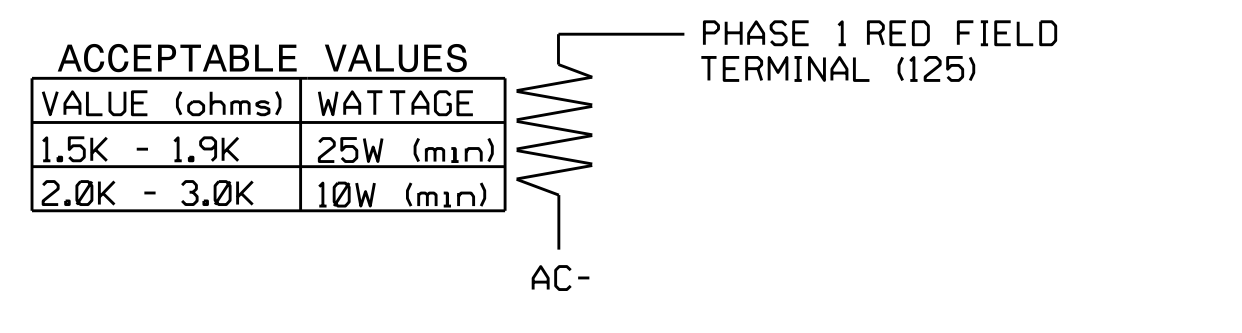 PHASE 1 RED FIELD
TERMINAL (125)
ACCEPTABLE VALUES
VALUE (ohms) WATTAGE
1.5K - 1.9K 25W (min)
2.0K - 3.0K 10W (min)
AC-